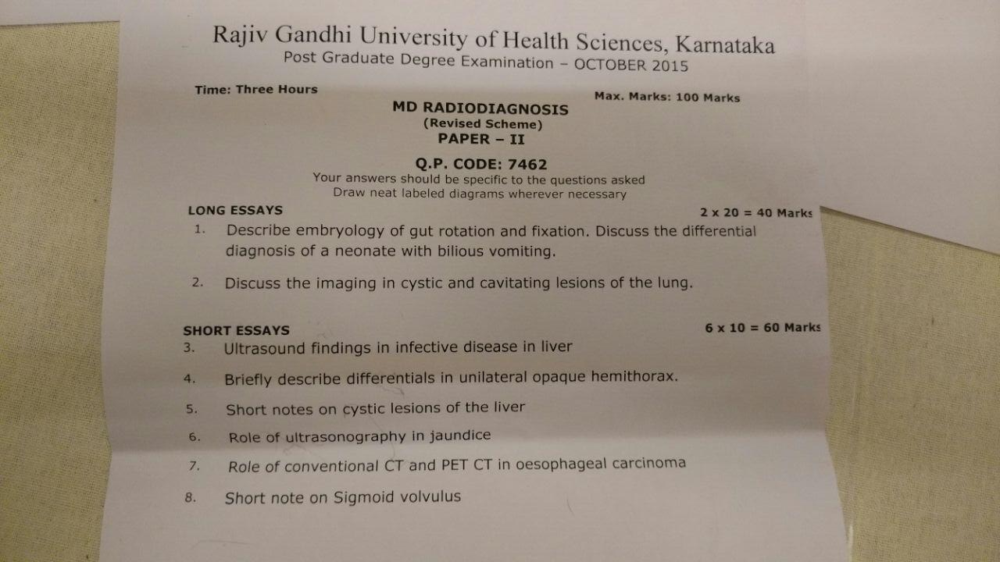 Rajiv Gandhi University of Health Sciences, Karnataka
Post Graduate Degree Examination – OCTOBER 2015
Time: Three Hours
Max. Marks: 100 Marks
MD RADIODIAGNOSIS
(Revised Scheme)
PAPER – II
Q.P. CODE: 7462
Your answers should be specific to the questions asked
Draw neat labeled diagrams wherever necessary
LONG ESSAYS
2 x 20 = 40 Marks
1. Describe embryology of gut rotation and fixation. Discuss the differential
diagnosis of a neonate with bilious vomiting.
2. Discuss the imaging in cystic and cavitating lesions of the lung.
SHORT ESSAYS
6 x 10 = 60 Marks
3. Ultrasound findings in infective disease in liver
4. Briefly describe differentials in unilateral opaque hemithorax.
5. Short notes on cystic lesions of the liver
6. Role of ultrasonography in jaundice
7. Role of conventional CT and PET CT in oesophageal carcinoma
8. Short note on Sigmoid volvulus